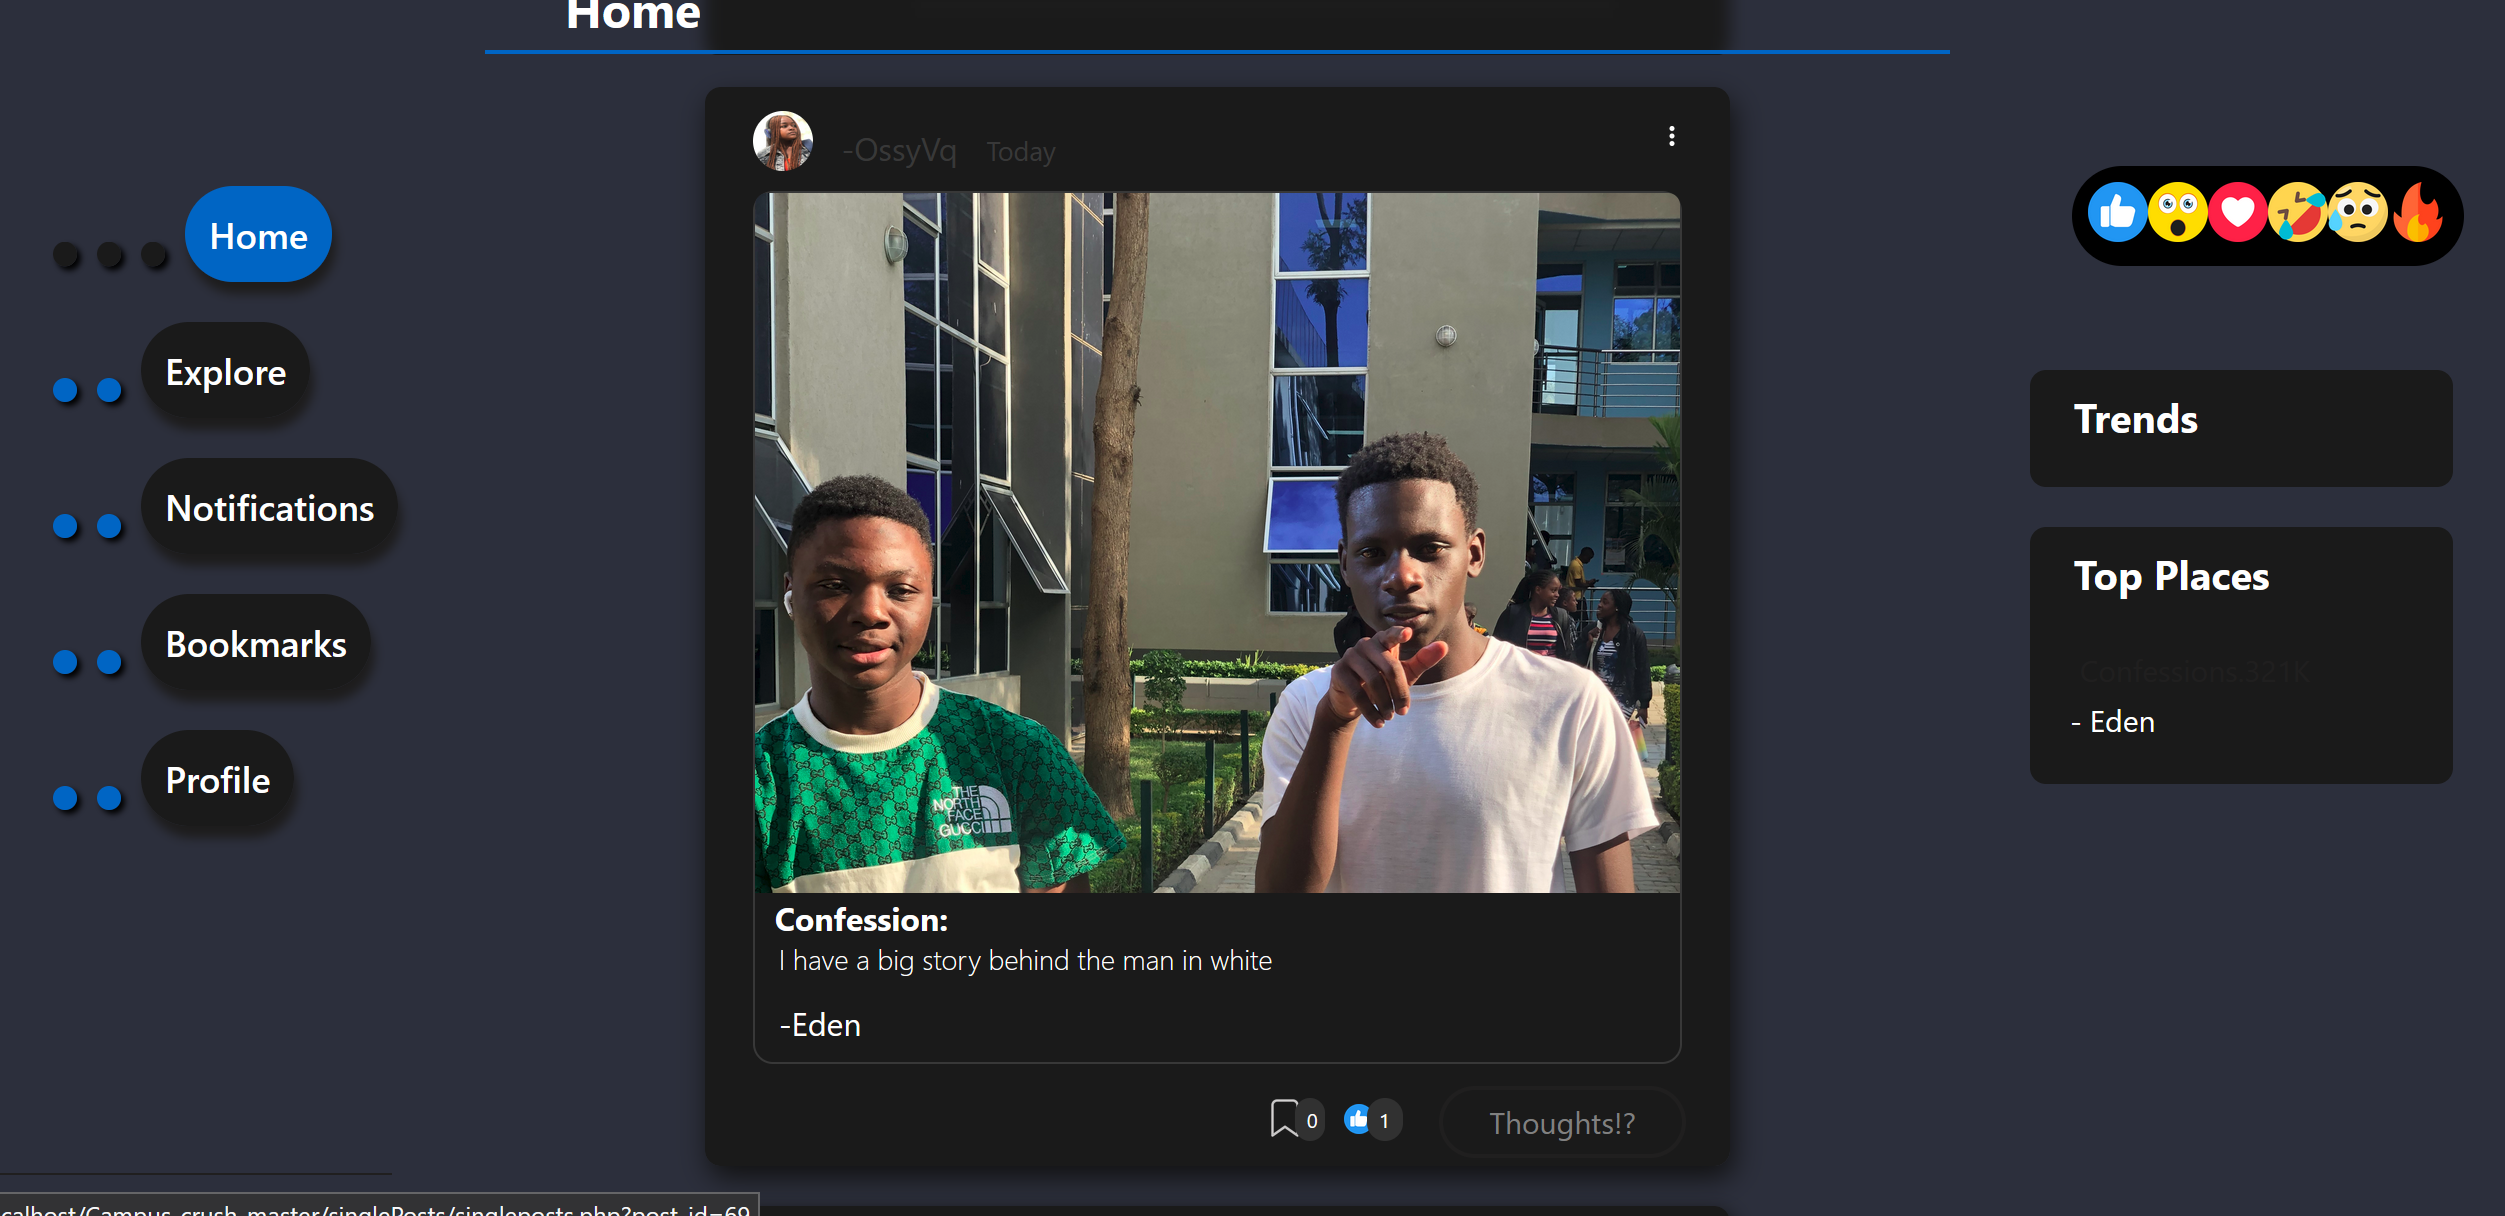 Home
Home
Explore
Notifications
Bookmarks
Profile
-OssyVq Today
THE
NORTH
FACE
GUCCI
Confession:
I have a big story behind the man in white
-Eden
0 1 Thoughts!?
Trends
Top Places
Confessions.321K
- Eden
calhost/Campus_crush_master/singlePosts/singleposts.php?post_id=69